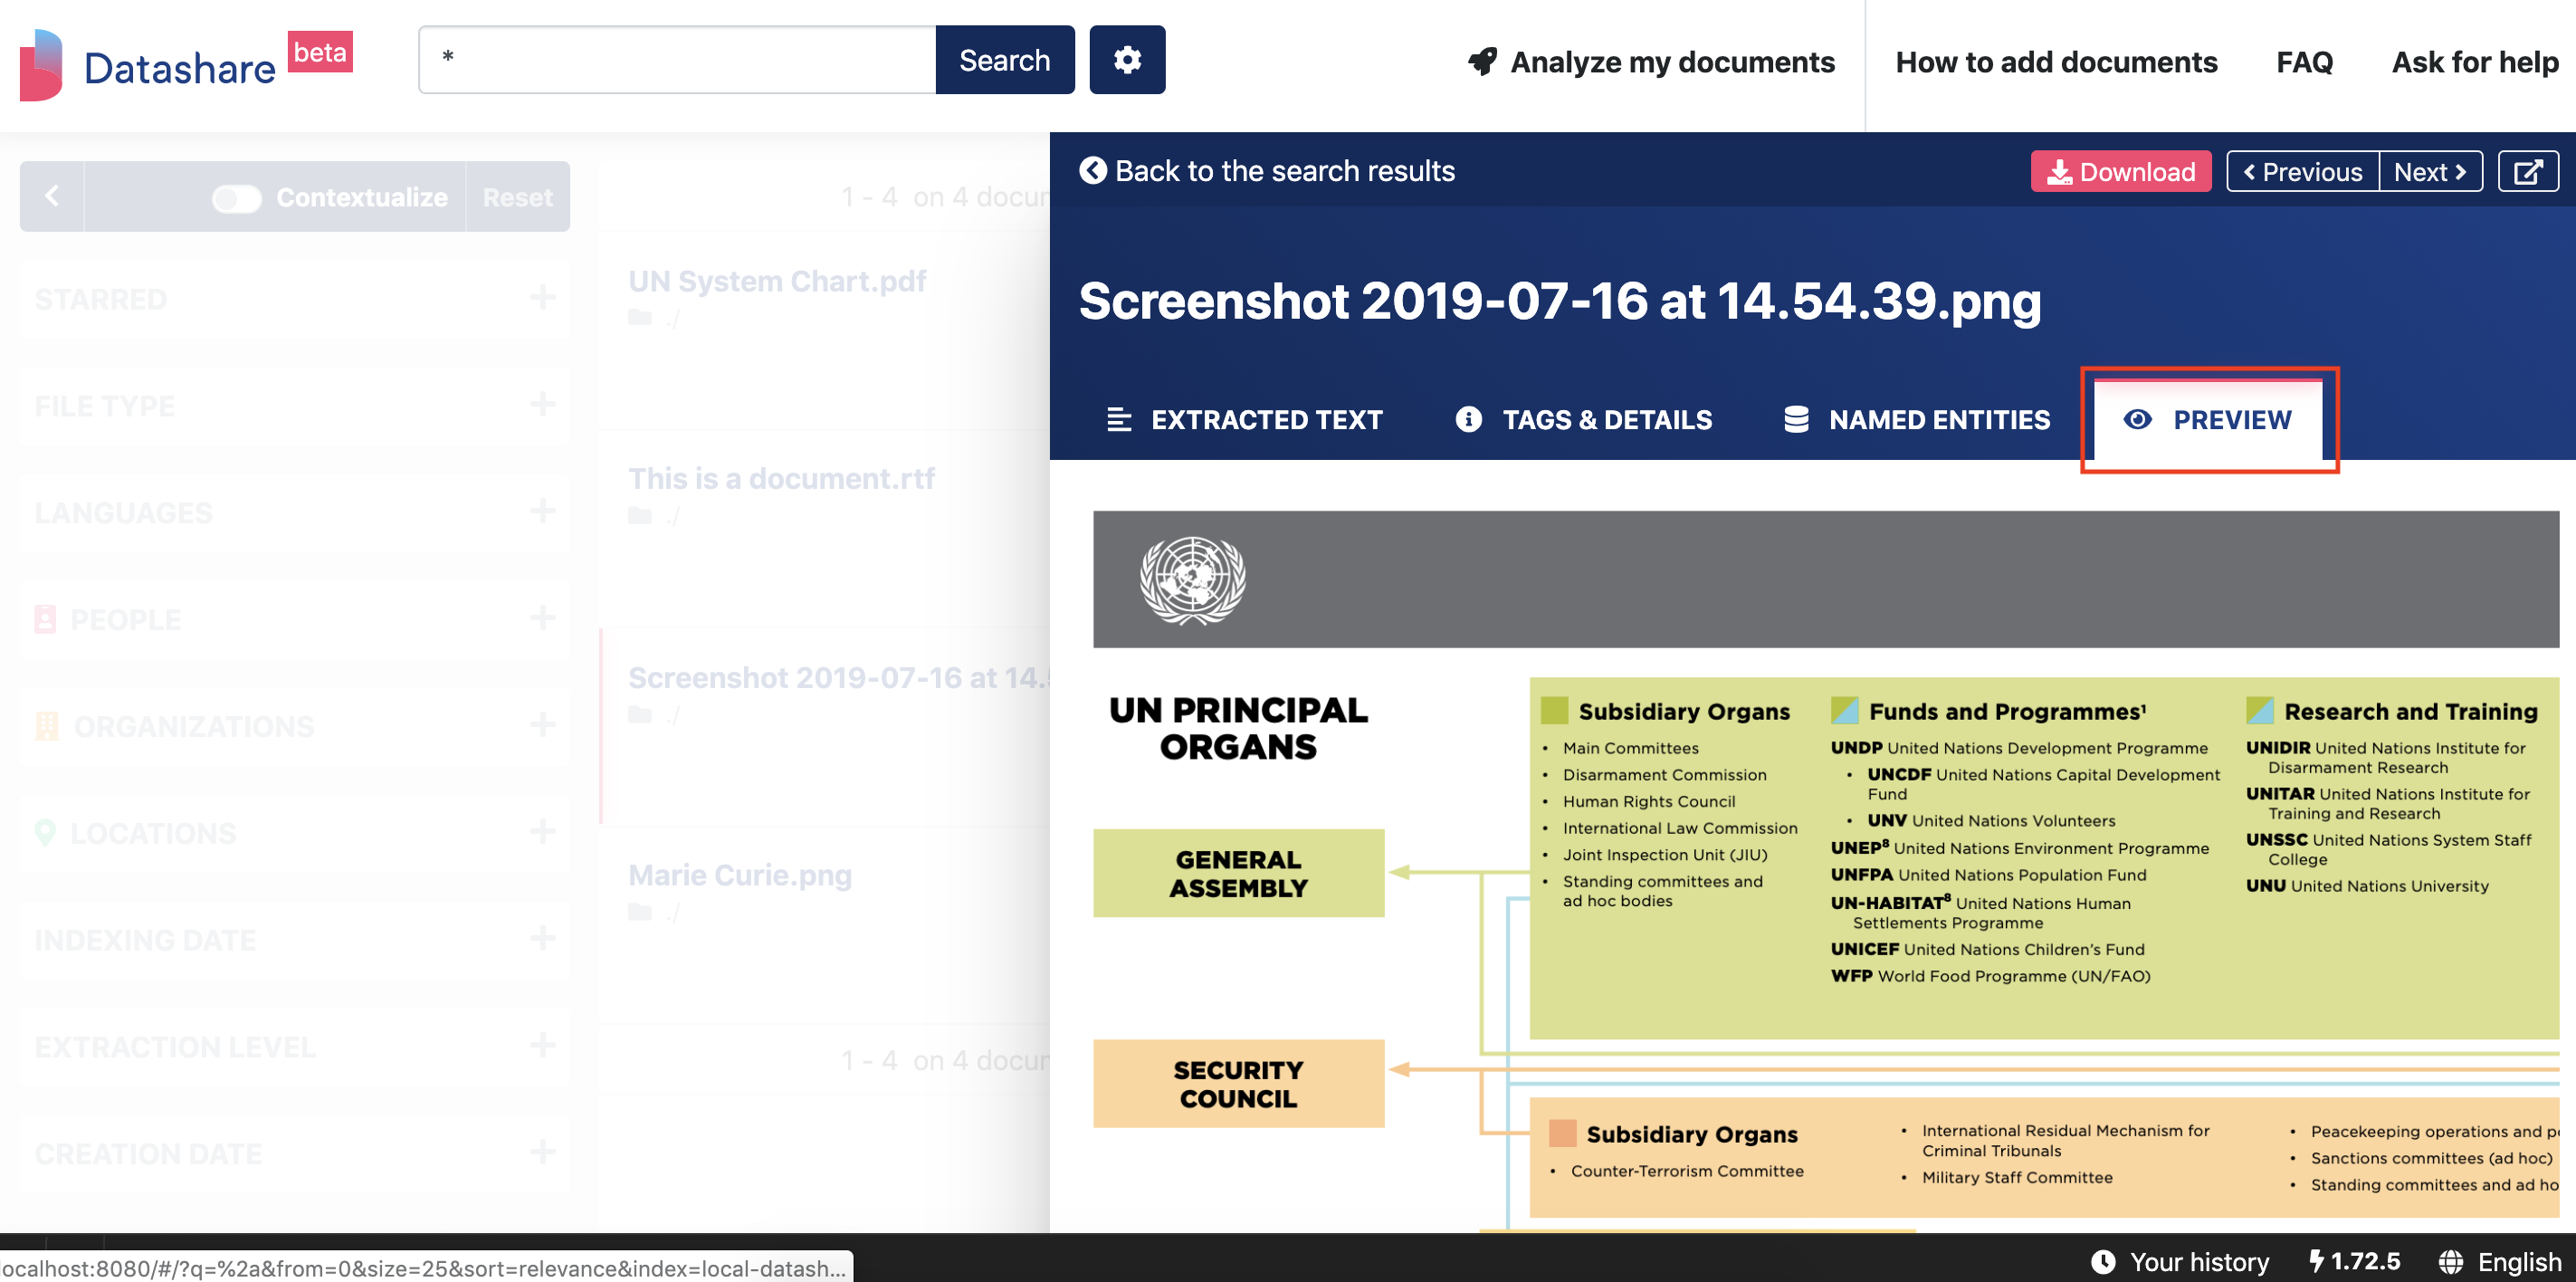 Datashare beta
*
Search
Analyze my documents
How to add documents
FAQ
Ask for help
Contextualize
Reset
STARRED
FILE TYPE
LANGUAGES
PEOPLE
ORGANIZATIONS
LOCATIONS
INDEXING DATE
EXTRACTION LEVEL
CREATION DATE
1 - 4 on 4 docum
UN System Chart.pdf
./
This is a document.rtf
./
Screenshot 2019-07-16 at 14.5
./
Marie Curie.png
./
1 - 4 on 4 docum
Back to the search results
Download
Previous
Next
Screenshot 2019-07-16 at 14.54.39.png
EXTRACTED TEXT
TAGS & DETAILS
NAMED ENTITIES
PREVIEW
UN PRINCIPAL
ORGANS
GENERAL
ASSEMBLY
Subsidiary Organs
• Main Committees
• Disarmament Commission
• Human Rights Council
• International Law Commission
• Joint Inspection Unit (JIU)
• Standing committees and
ad hoc bodies
Funds and Programmes¹
UNDP United Nations Development Programme
• UNCDF United Nations Capital Development
Fund
• UNV United Nations Volunteers
UNEP⁸ United Nations Environment Programme
UNFPA United Nations Population Fund
UN-HABITAT⁸ United Nations Human
Settlements Programme
UNICEF United Nations Children's Fund
WFP World Food Programme (UN/FAO)
Research and Training
UNIDIR United Nations Institute for
Disarmament Research
UNITAR United Nations Institute for
Training and Research
UNSSC United Nations System Staff
College
UNU United Nations University
SECURITY
COUNCIL
Subsidiary Organs
• Counter-Terrorism Committee
• International Residual Mechanism for
Criminal Tribunals
• Military Staff Committee
• Peacekeeping operations and p
• Sanctions committees (ad hoc)
• Standing committees and ad ho
localhost:8080/#/?q=%2a&from=0&size=25&sort=relevance&index=local-datash...
Your history
1.72.5
English